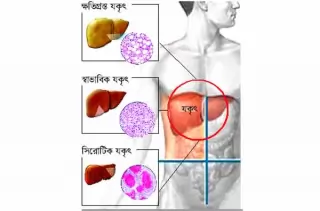 ক্ষতিগ্রস্ত যকৃৎ
স্বাভাবিক যকৃৎ
যকৃৎ
সিরোটিক যকৃৎ